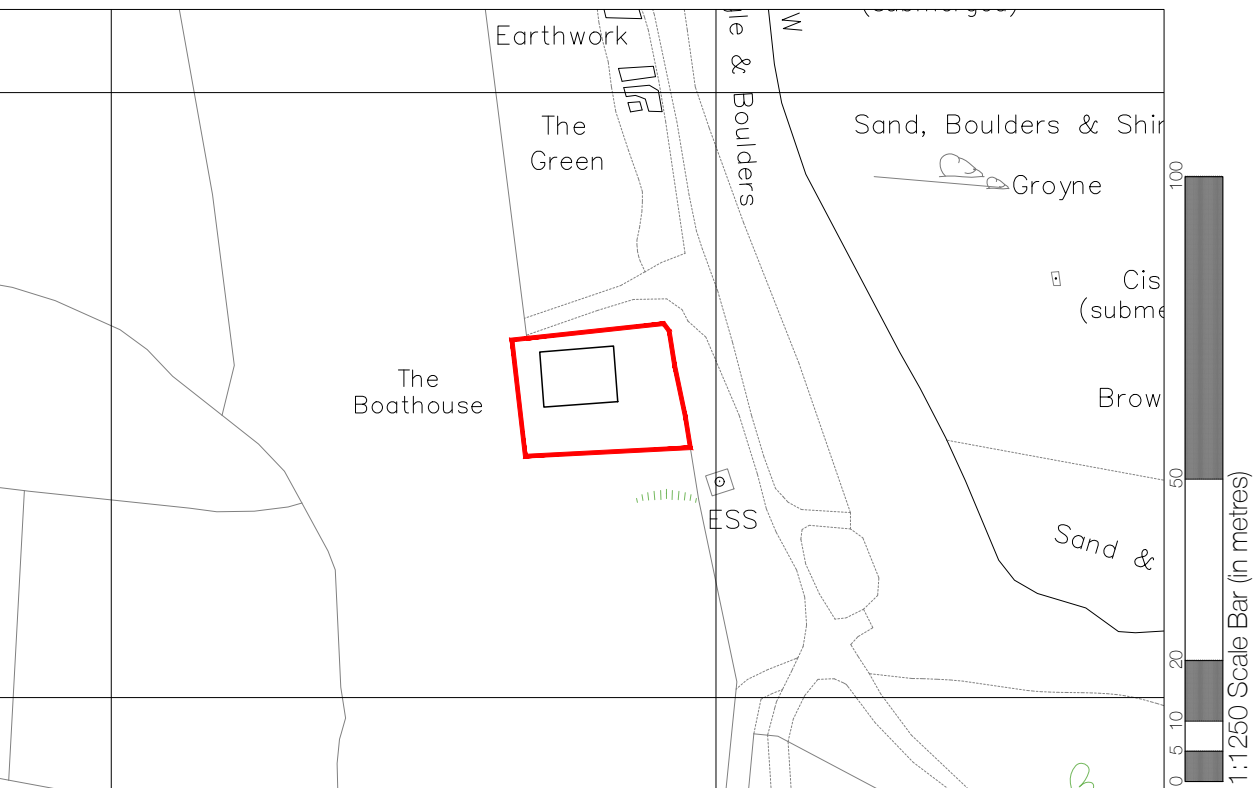 Earthwork
le & Boulders
W
The
Green
Sand, Boulders & Shin
Groyne
Cis
(subme
The
Boathouse
Brow
ESS
Sand &
100
50
20
10
5
0
1:1250 Scale Bar (in metres)